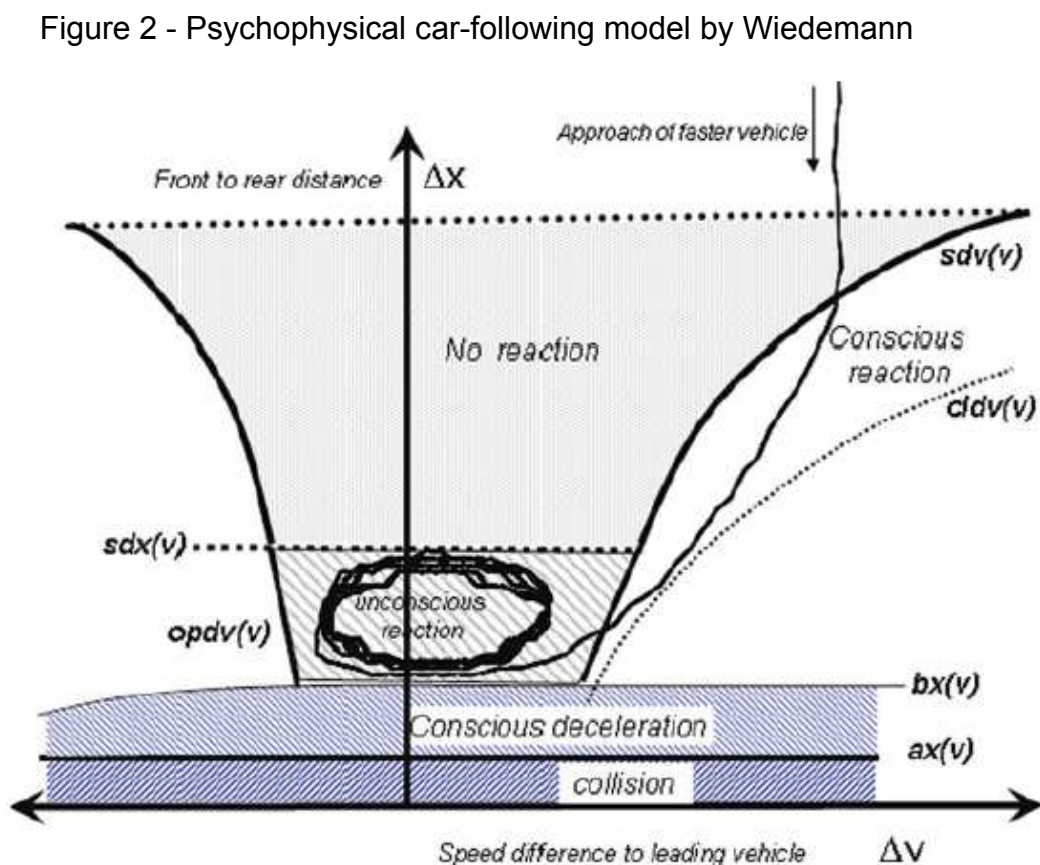 Figure 2 - Psychophysical car-following model by Wiedemann
Approach of faster vehicle
Front to rear distance
ΔX
sdv(v)
No reaction
Conscious
reaction
cldv(v)
sdx(v)
unconscious
reaction
opdv(v)
bx(v)
Conscious deceleration
ax(v)
collision
Speed difference to leading vehicle
ΔV